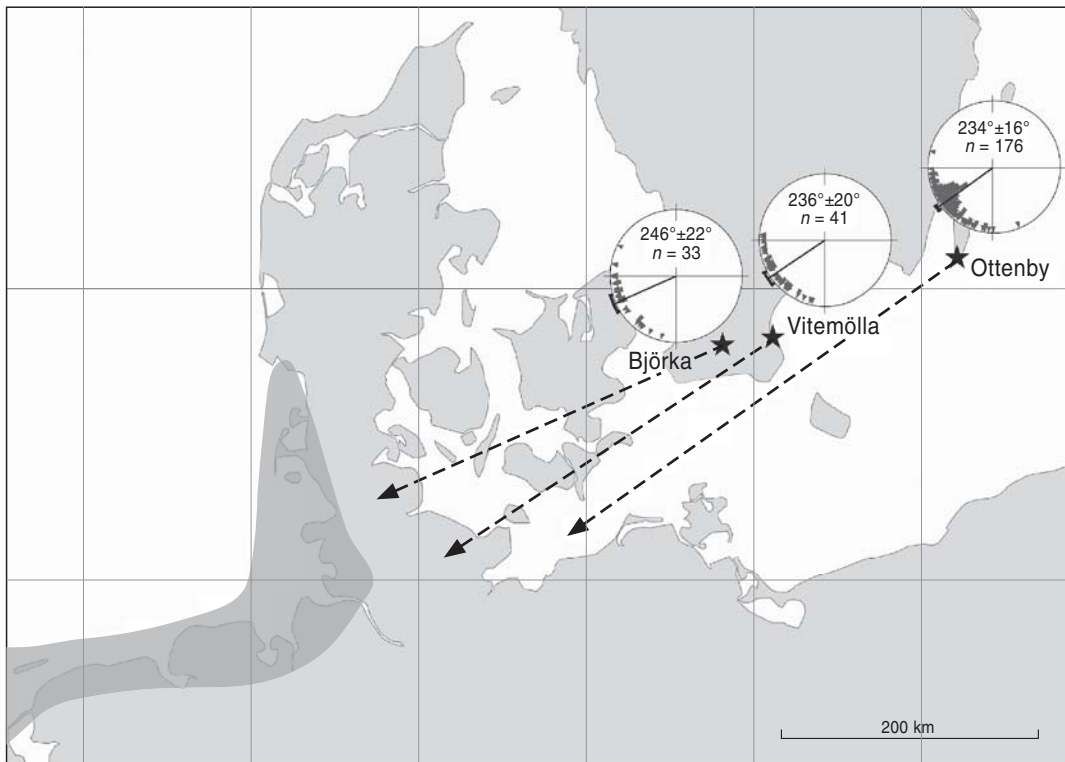 234°±16°
n = 176
236°±20°
n = 41
246°±22°
n = 33
Ottenby
Vitemölla
Björka
200 km